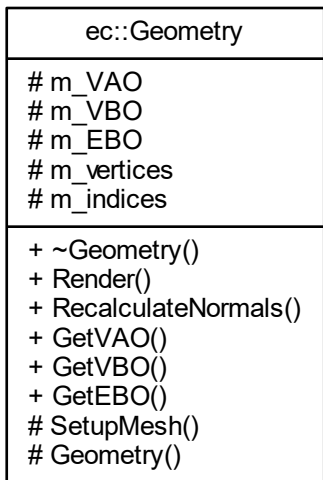 ec::Geometry
# m_VAO
# m_VBO
# m_EBO
# m_vertices
# m_indices
+ ~Geometry()
+ Render()
+ RecalculateNormals()
+ GetVAO()
+ GetVBO()
+ GetEBO()
# SetupMesh()
# Geometry()